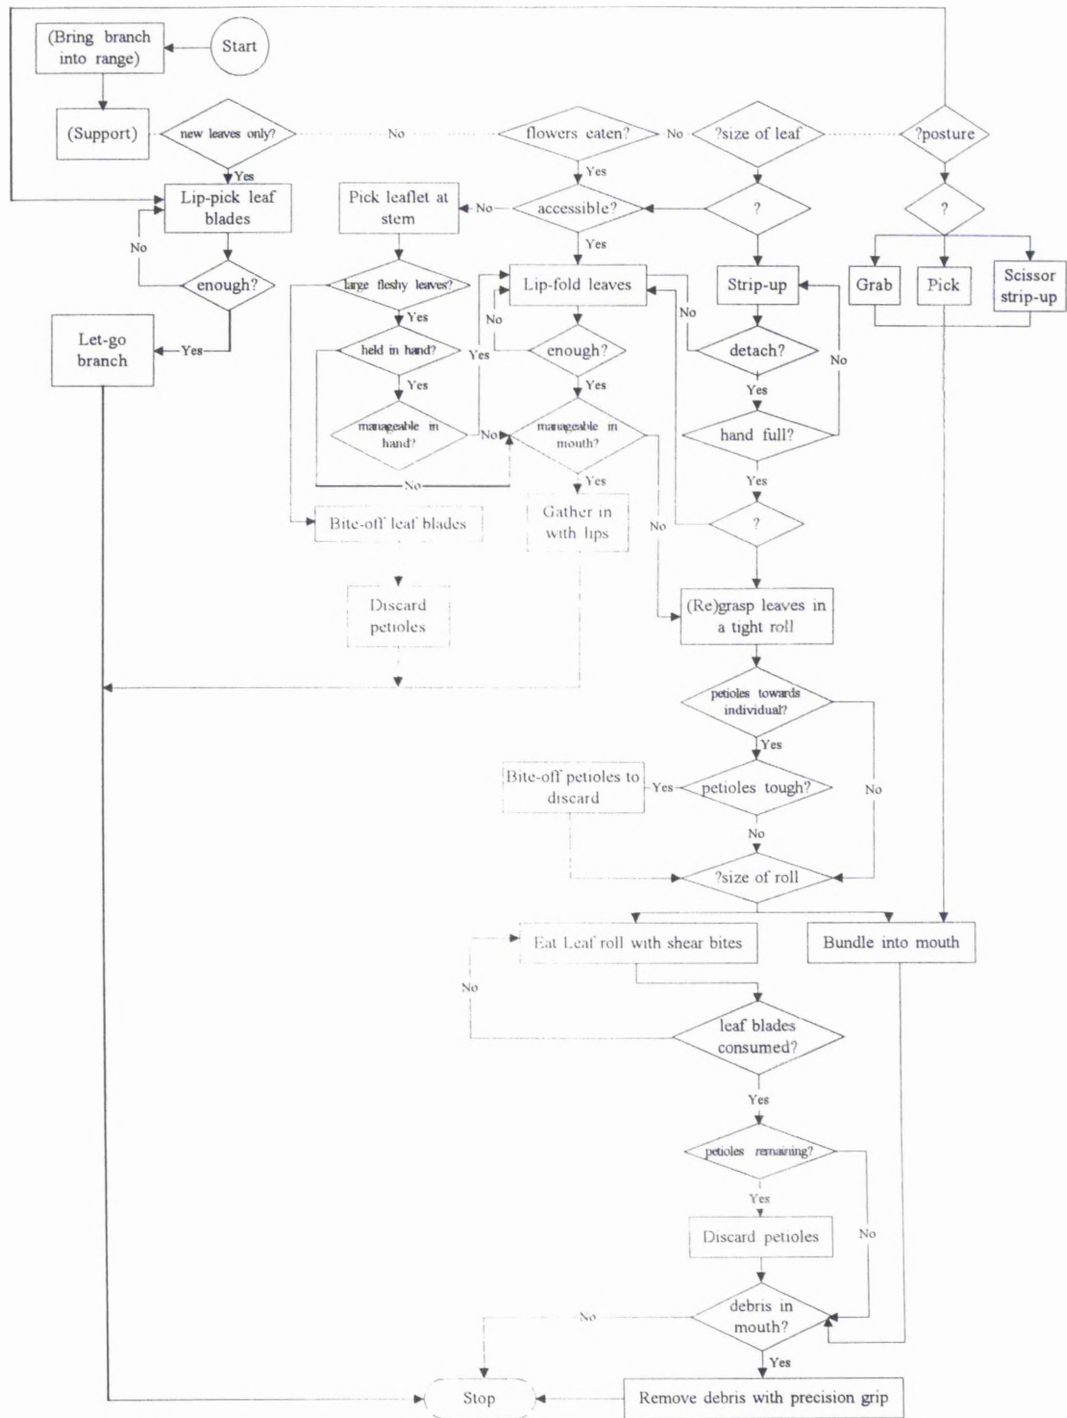 (Bring branch
into range)
Start
(Support)
new leaves only?
No
flowers eaten?
No
?size of leaf
?posture
Yes
Yes
Lip-pick leaf
blades
Pick leaflet at
stem
No
accessible?
?
?
No
Yes
enough?
large fleshy leaves?
Lip-fold leaves
Strip-up
Grab
Pick
Scissor
strip-up
Yes
No
No
Let-go
branch
Yes
held in hand?
Yes
enough?
detach?
No
Yes
Yes
Yes
manageable in
hand?
No
manageable in
mouth?
hand full?
No
Yes
Yes
Bite-off leaf blades
Gather in
with lips
No
?
Discard
petioles
(Re)grasp leaves in
a tight roll
petioles towards
individual?
Yes
Bite-off petioles to
discard
Yes
petioles tough?
No
No
?size of roll
Eat Leaf roll with shear bites
Bundle into mouth
No
leaf blades
consumed?
Yes
petioles remaining?
Yes
Discard petioles
No
No
debris in
mouth?
Yes
Stop
Remove debris with precision grip